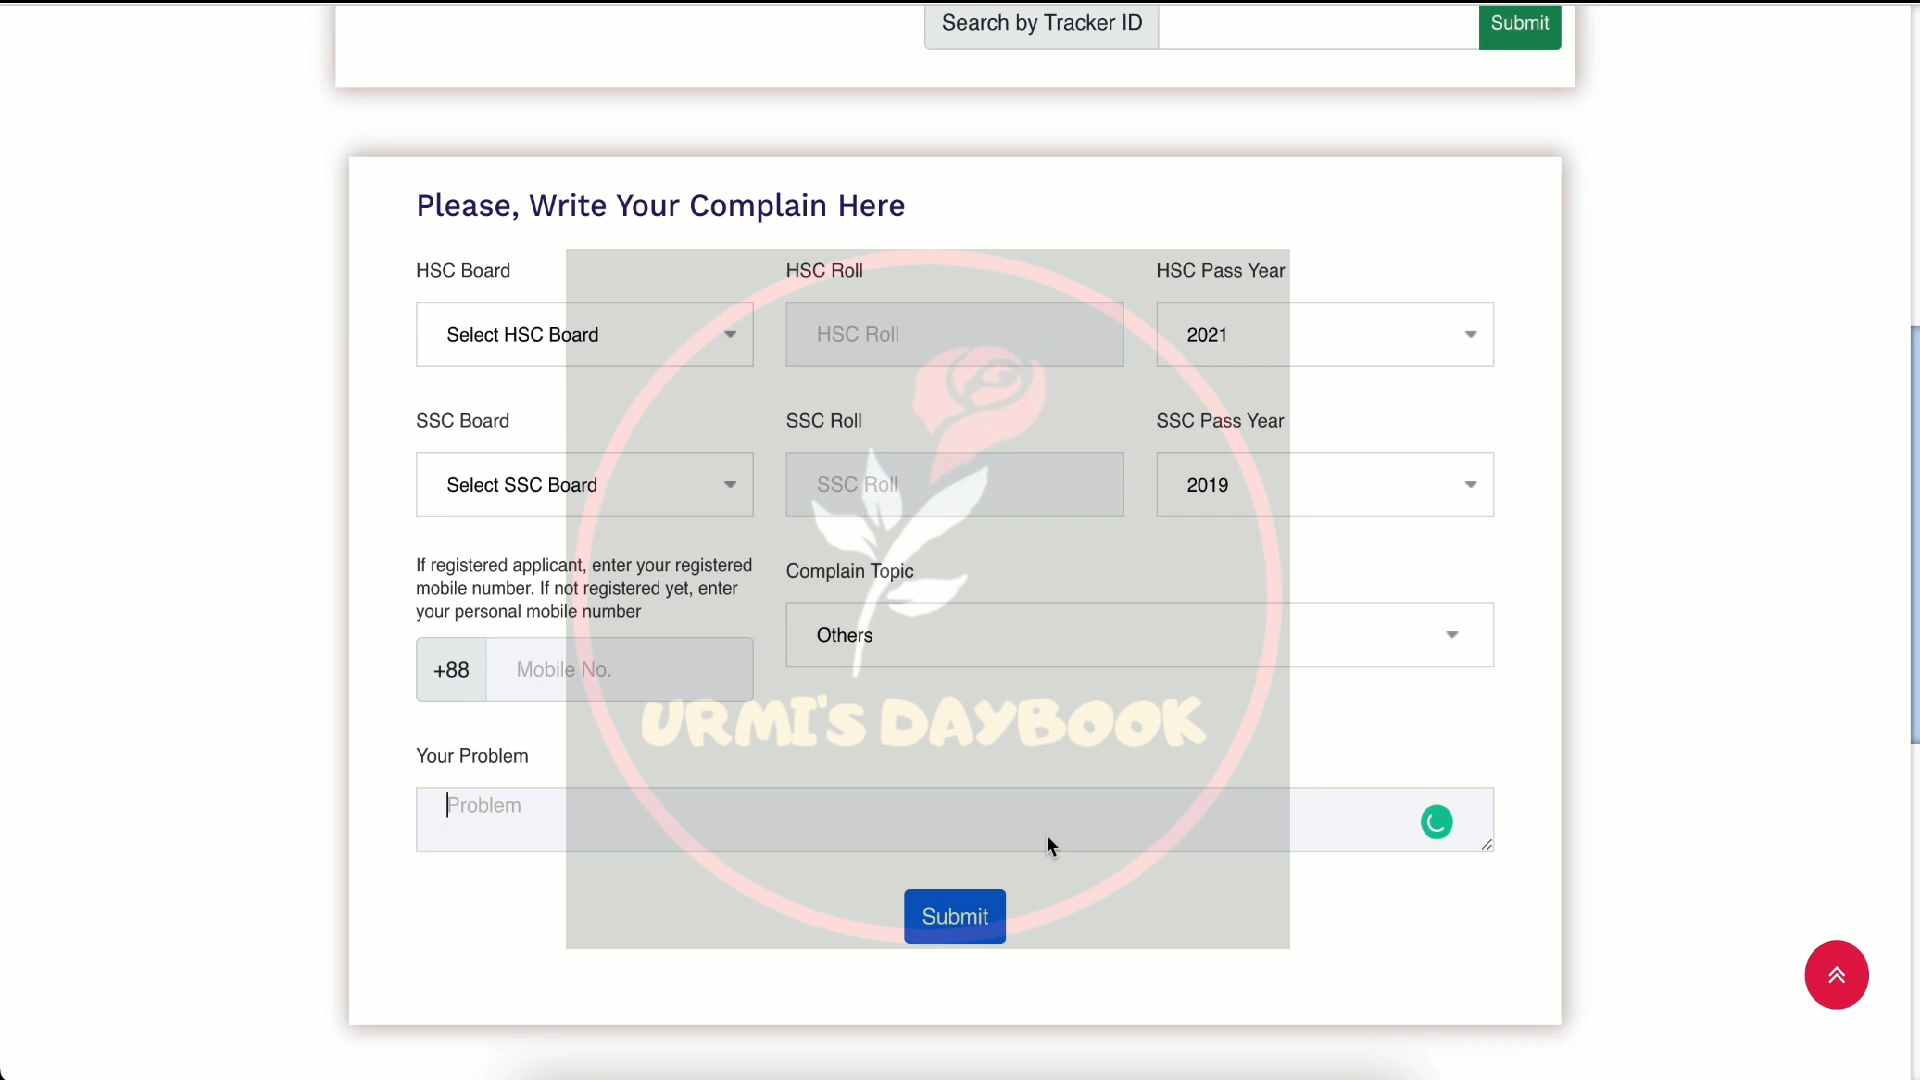 Search by Tracker ID
Submit
Please, Write Your Complain Here
HSC Board
HSC Roll
HSC Pass Year
Select HSC Board
HSC Roll
2021
SSC Board
SSC Roll
SSC Pass Year
Select SSC Board
SSC Roll
2019
If registered applicant, enter your registered
mobile number. If not registered yet, enter
your personal mobile number
Complain Topic
Others
+88
Mobile No.
URMI'S DAYBOOK
Your Problem
Problem
Submit